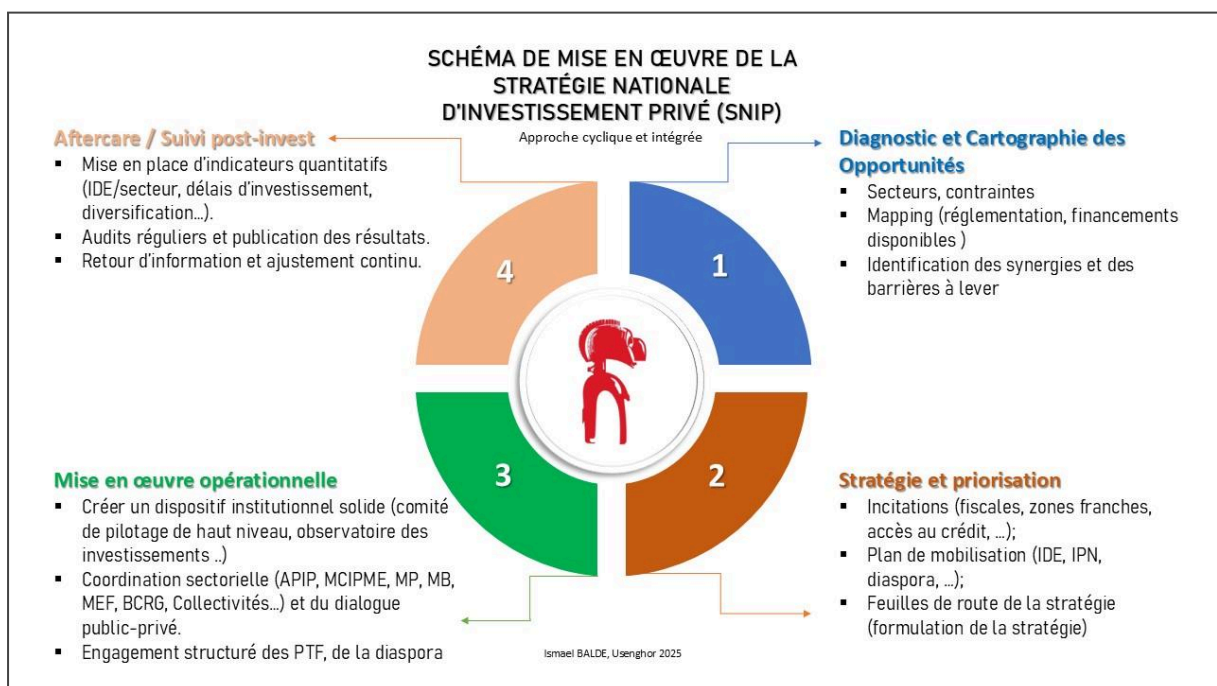 SCHÉMA DE MISE EN ŒUVRE DE LA
STRATÉGIE NATIONALE
D'INVESTISSEMENT PRIVÉ (SNIP)
Approche cyclique et intégrée
Diagnostic et Cartographie des
Opportunités
▪ Secteurs, contraintes
▪ Mapping (réglementation, financements
disponibles )
▪ Identification des synergies et des
barrières à lever
1
Stratégie et priorisation
▪ Incitations (fiscales, zones franches,
accès au crédit, ...);
▪ Plan de mobilisation (IDE, IPN,
diaspora, ...);
▪ Feuilles de route de la stratégie
(formulation de la stratégie)
2
Mise en œuvre opérationnelle
▪ Créer un dispositif institutionnel solide (comité
de pilotage de haut niveau, observatoire des
investissements ..)
▪ Coordination sectorielle (APIP, MCIPME, MP, MB,
MEF, BCRG, Collectivités...) et du dialogue
public-privé.
▪ Engagement structuré des PTF, de la diaspora
3
Aftercare / Suivi post-invest
▪ Mise en place d'indicateurs quantitatifs
(IDE/secteur, délais d'investissement,
diversification...).
▪ Audits réguliers et publication des résultats.
▪ Retour d'information et ajustement continu.
4
Ismael BALDE, Usenghor 2025